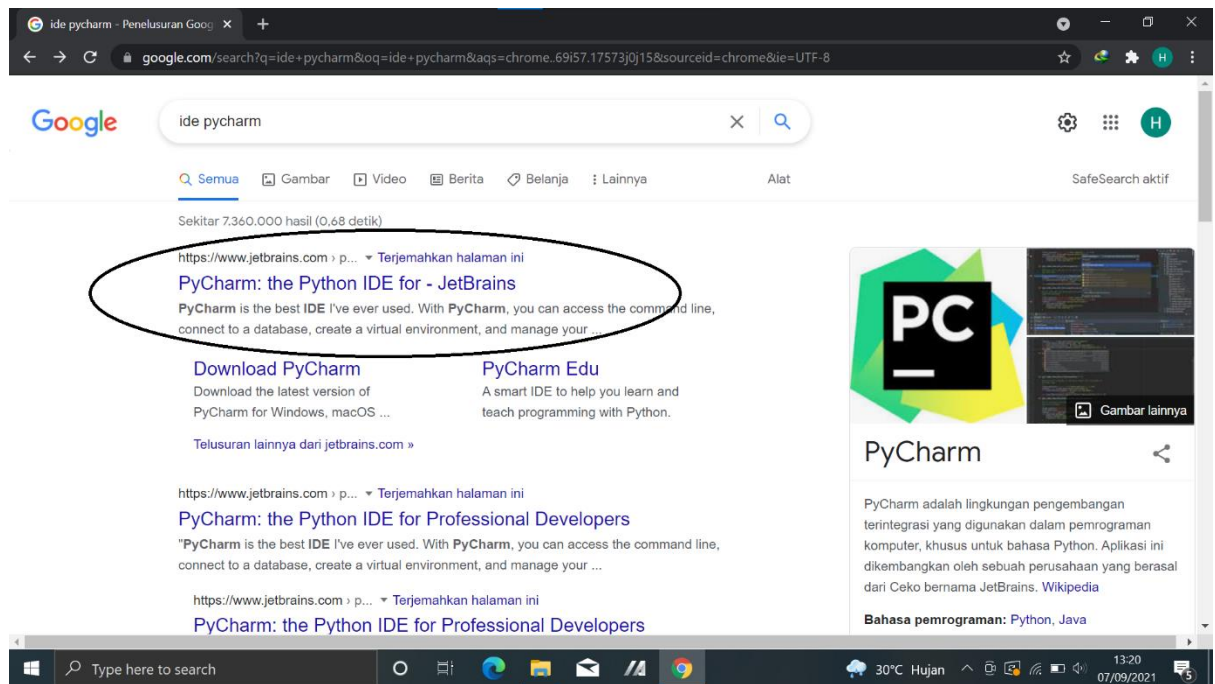 ide pycharm - Penelusuran Goog
google.com/search?q=ide+pycharm&oq=ide+pycharm&aqs=chrome..69i57.17573j0j15&sourceid=chrome&ie=UTF-8
H
Google
ide pycharm
H
Semua Gambar Video Berita Belanja Lainnya Alat SafeSearch aktif
Sekitar 7.360.000 hasil (0,68 detik)
https://www.jetbrains.com › p... Terjemahkan halaman ini
PyCharm: the Python IDE for - JetBrains
PyCharm is the best IDE I've ever used. With PyCharm, you can access the command line,
connect to a database, create a virtual environment, and manage your ...
Download PyCharm
Download the latest version of
PyCharm for Windows, macOS ...
PyCharm Edu
A smart IDE to help you learn and
teach programming with Python.
Telusuran lainnya dari jetbrains.com »
https://www.jetbrains.com › p... Terjemahkan halaman ini
PyCharm: the Python IDE for Professional Developers
"PyCharm is the best IDE I've ever used. With PyCharm, you can access the command line,
connect to a database, create a virtual environment, and manage your ...
https://www.jetbrains.com › p... Terjemahkan halaman ini
PyCharm: the Python IDE for Professional Developers
PC
Gambar lainnya
PyCharm
PyCharm adalah lingkungan pengembangan
terintegrasi yang digunakan dalam pemrograman
komputer, khusus untuk bahasa Python. Aplikasi ini
dikembangkan oleh sebuah perusahaan yang berasal
dari Ceko bernama JetBrains. Wikipedia
Bahasa pemrograman: Python, Java
Type here to search
30°C Hujan
13:20
07/09/2021
5